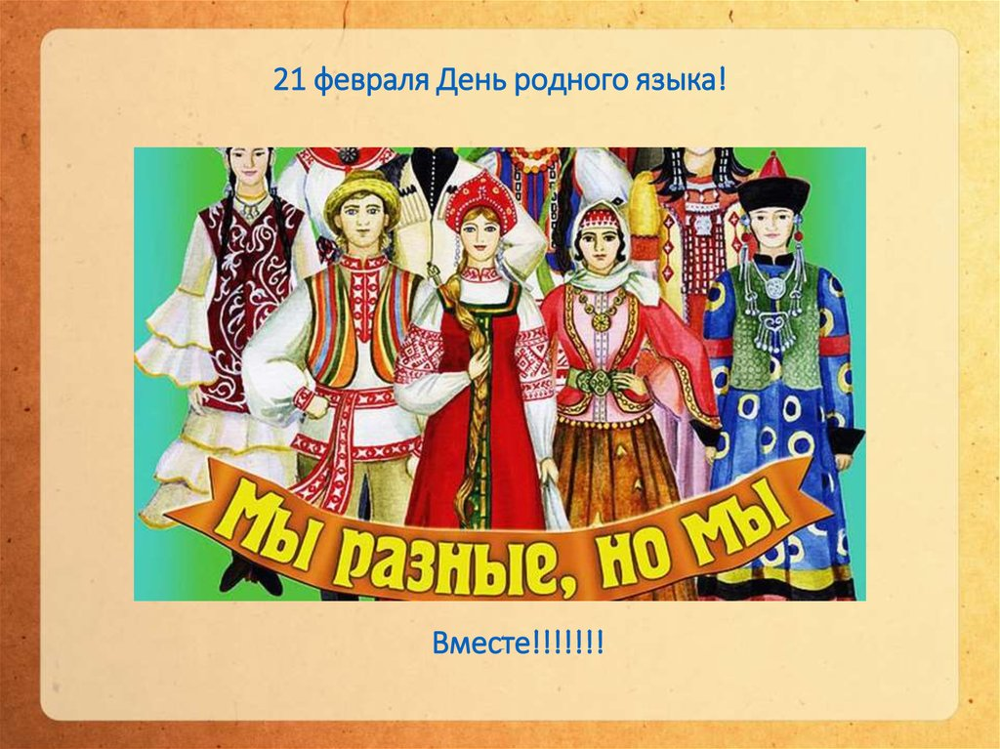 21 февраля День родного языка!
Мы разные, но мы
Вместе!!!!!!!